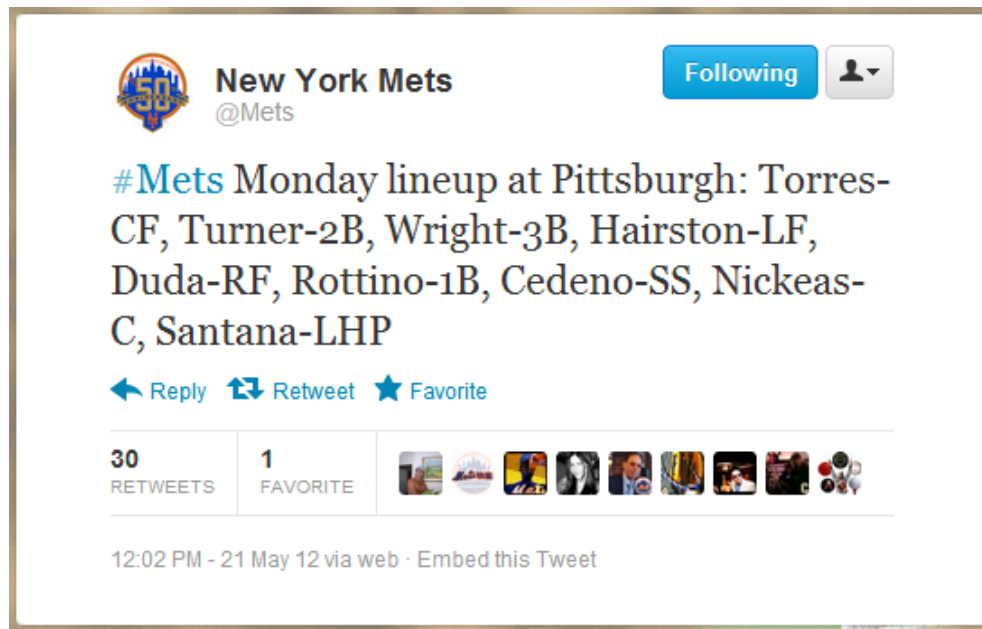 50
New York Mets
@Mets
Following
#Mets Monday lineup at Pittsburgh: Torres-
CF, Turner-2B, Wright-3B, Hairston-LF,
Duda-RF, Rottino-1B, Cedeno-SS, Nickeas-
C, Santana-LHP
Reply Retweet Favorite
30
RETWEETS
1
FAVORITE
12:02 PM - 21 May 12 via web · Embed this Tweet